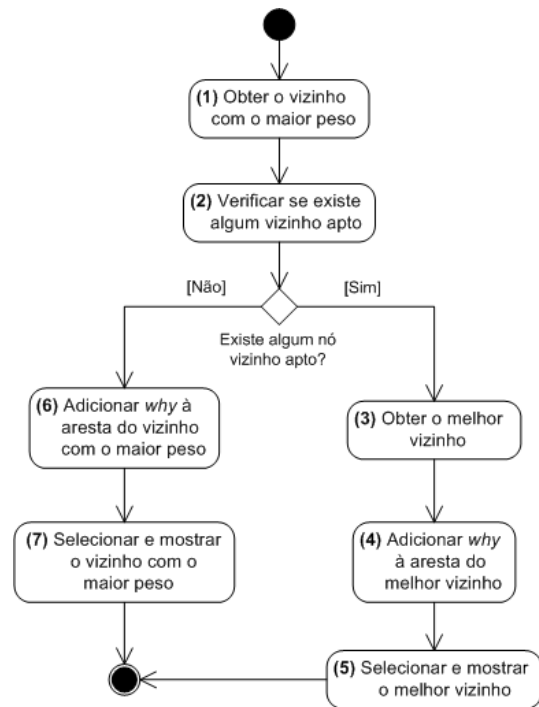 (1) Obter o vizinho
com o maior peso
(2) Verificar se existe
algum vizinho apto
[Não]
[Sim]
Existe algum nó
vizinho apto?
(6) Adicionar why à
aresta do vizinho
com o maior peso
(3) Obter o melhor
vizinho
(7) Selecionar e mostrar
o vizinho com o
maior peso
(4) Adicionar why
à aresta do
melhor vizinho
(5) Selecionar e mostrar
o melhor vizinho